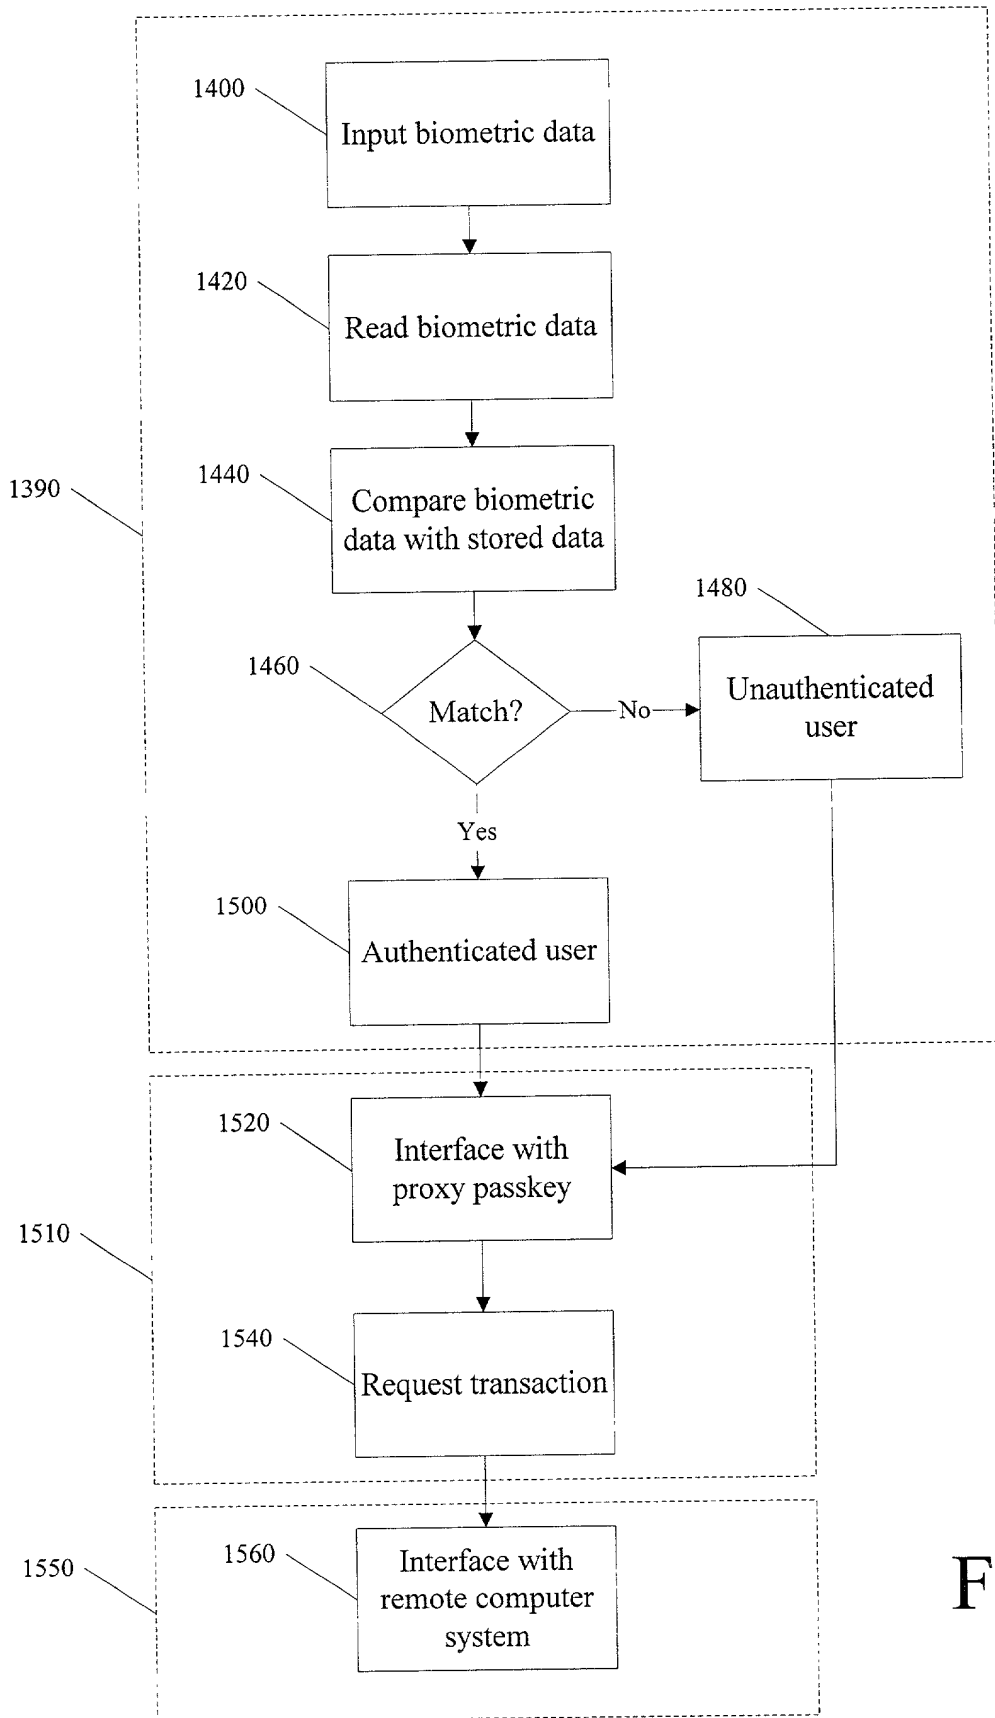 1400
Input biometric data
1420
Read biometric data
1390
1440
Compare biometric
data with stored data
1480
1460
Match?
No
Unauthenticated
user
Yes
1500
Authenticated user
1520
Interface with
proxy passkey
1510
1540
Request transaction
1550
1560
Interface with
remote computer
system
F